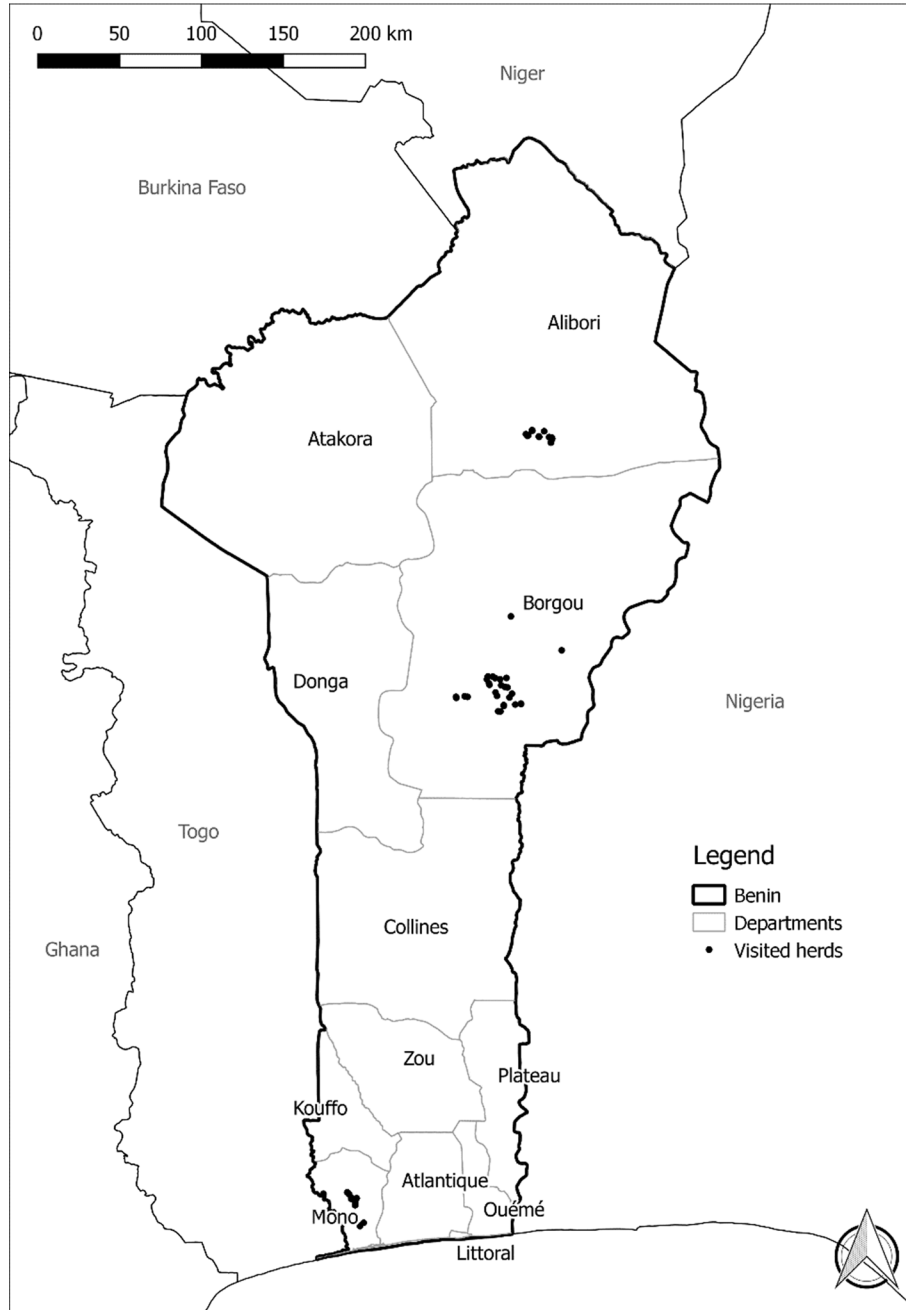 0 50 100 150 200 km
Niger
Burkina Faso
Alibori
Atakora
Borgou
Donga
Nigeria
Togo
Legend
Benin
Departments
Visited herds
Collines
Ghana
Zou
Plateau
Kouffo
Atlantique
Mono
Ouémé
Littoral